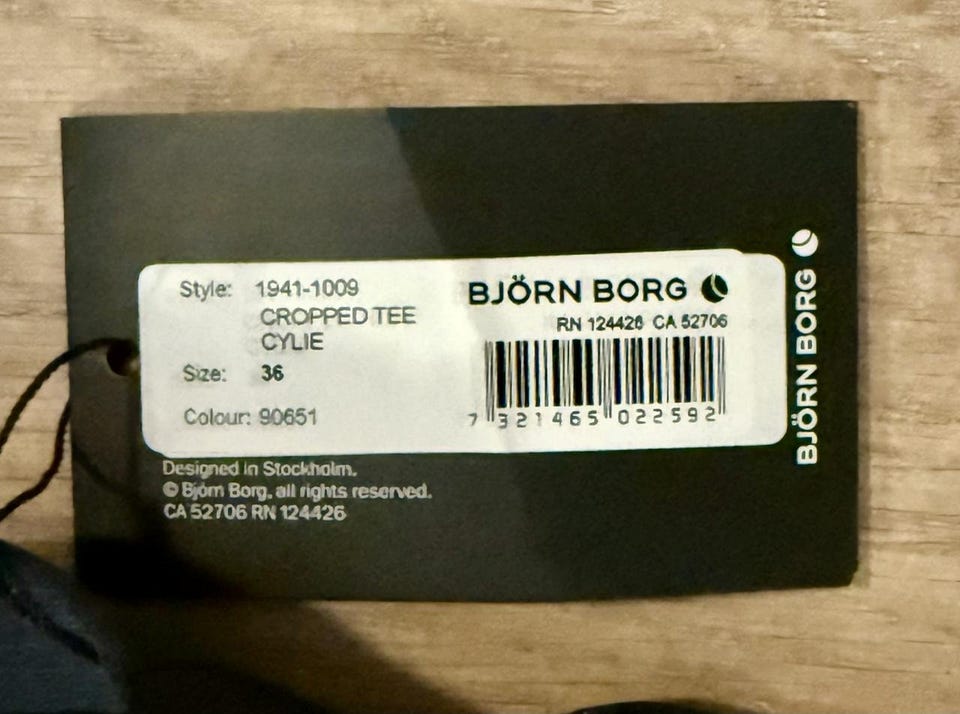 Style: 1941-1009
CROPPED TEE
CYLIE
Size: 36
Colour: 90651
BJÖRN BORG
RN 124426 CA 52706
7 321465 022592
Designed in Stockholm.
© Björn Borg, all rights reserved.
CA 52706 RN 124426
BJÖRN BORG